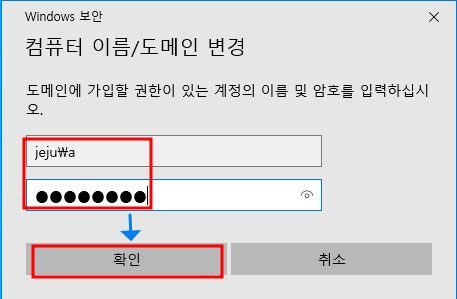 Windows 보안
컴퓨터 이름/도메인 변경
도메인에 가입할 권한이 있는 계정의 이름 및 암호를 입력하십시
오.
jeju₩a
●●●●●●●●
확인
취소